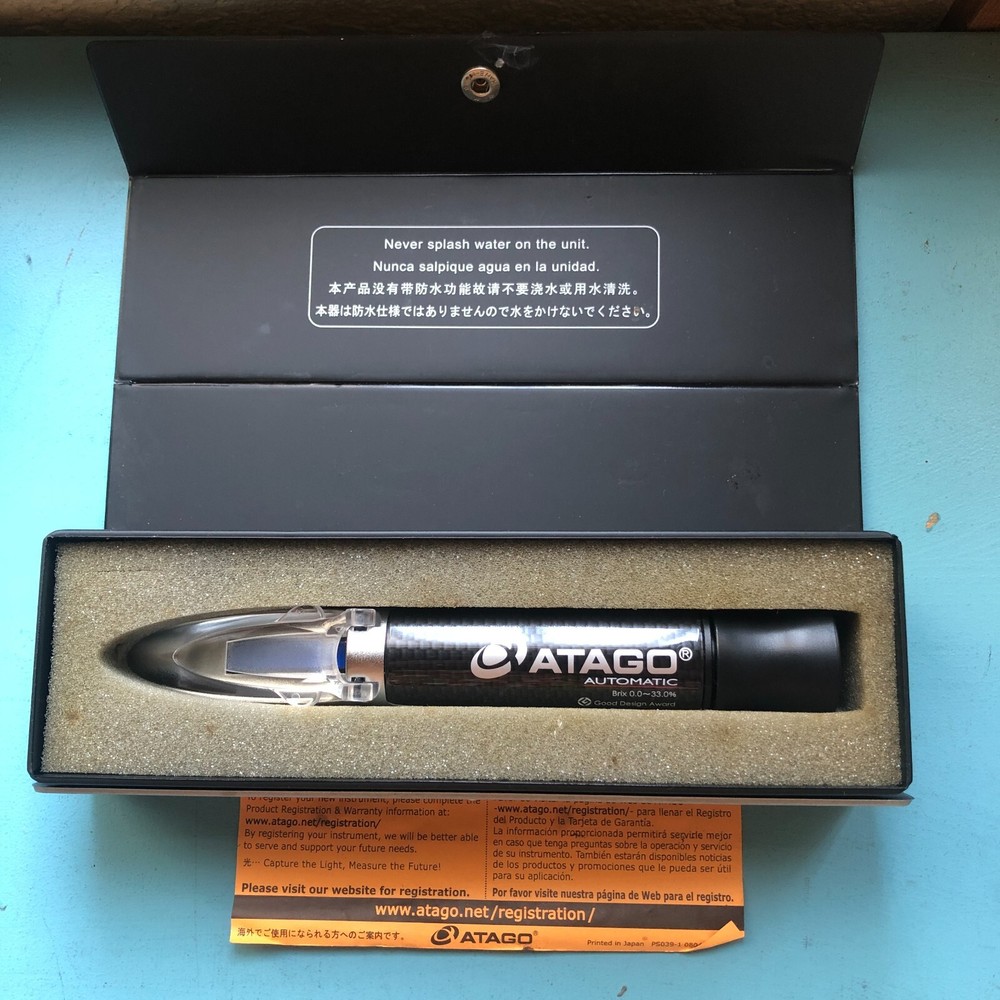 Never splash water on the unit.
Nunca salpique agua en la unidad.
本产品没有带防水功能故请不要浇水或用水清洗。
本器は防水仕様ではありませんので水をかけないでください。
ATAGO®
AUTOMATIC
Brix 0.0~33.0%
Good Design Award
To register your new instrument, please complete the
Product Registration & Warranty information at:
www.atago.net/registration/
By registering your instrument, we will be better able
to serve and support your future needs.
光… Capture the Light, Measure the Future!
Please visit our website for registration.
-www.atago.net/registration/- para llenar el Registro
del Producto y la Tarjeta de Garantía.
La información proporcionada permitirá servirle mejor
en caso que tenga preguntas sobre la operación y servicio
de su instrumento. También estarán disponibles noticias
de los productos y promociones que le pueda ser útil
para su aplicación.
Por favor visite nuestra página de Web para el registro.
www.atago.net/registration/
海外でご使用になられる方へのご案内です。
ATAGO®
Printed in Japan PS039-1